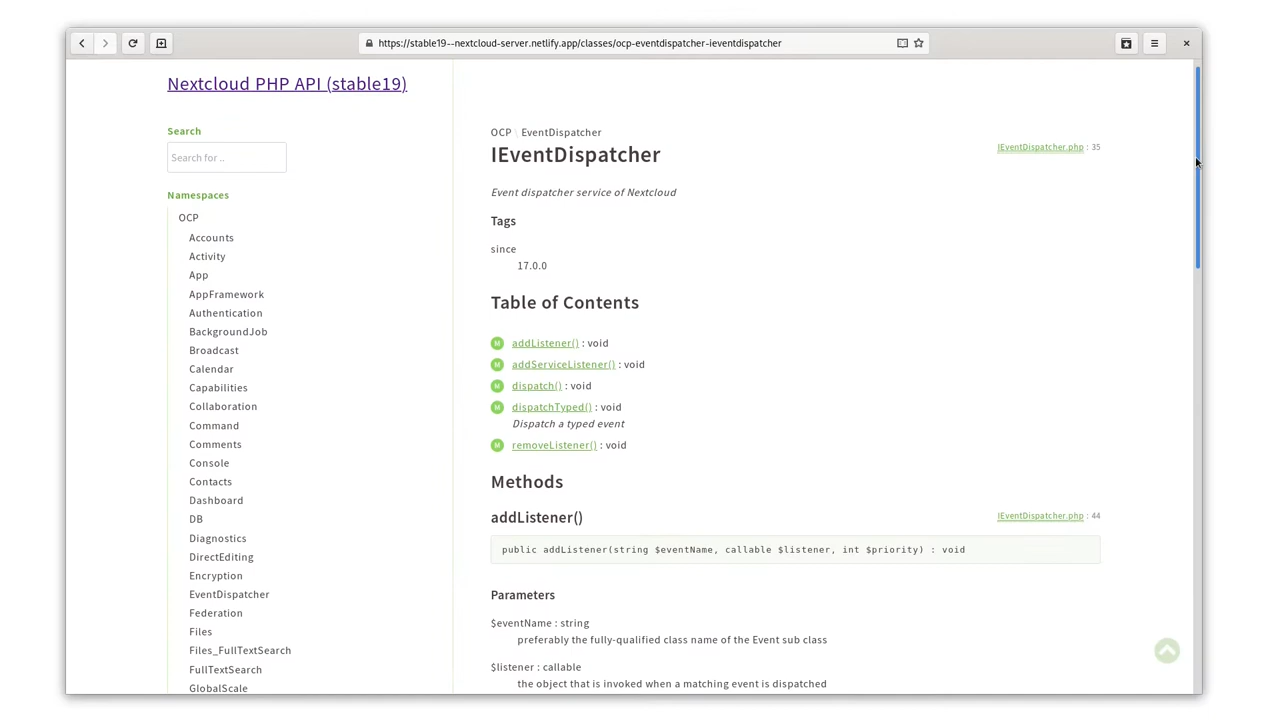 https://stable19--nextcloud-server.netlify.app/classes/ocp-eventdispatcher-ieventdispatcher
Nextcloud PHP API (stable19)
Search
Search for ..
Namespaces
OCP
Accounts
Activity
App
AppFramework
Authentication
BackgroundJob
Broadcast
Calendar
Capabilities
Collaboration
Command
Comments
Console
Contacts
Dashboard
DB
Diagnostics
DirectEditing
Encryption
EventDispatcher
Federation
Files
Files_FullTextSearch
FullTextSearch
GlobalScale
OCP \ EventDispatcher
IEventDispatcher
IEventDispatcher.php : 35
Event dispatcher service of Nextcloud
Tags
since
17.0.0
Table of Contents
M addListener() : void
M addServiceListener() : void
M dispatch() : void
M dispatchTyped() : void
Dispatch a typed event
M removeListener() : void
Methods
addListener()
IEventDispatcher.php : 44
public addListener(string $eventName, callable $listener, int $priority) : void
Parameters
$eventName : string
preferably the fully-qualified class name of the Event sub class
$listener : callable
the object that is invoked when a matching event is dispatched